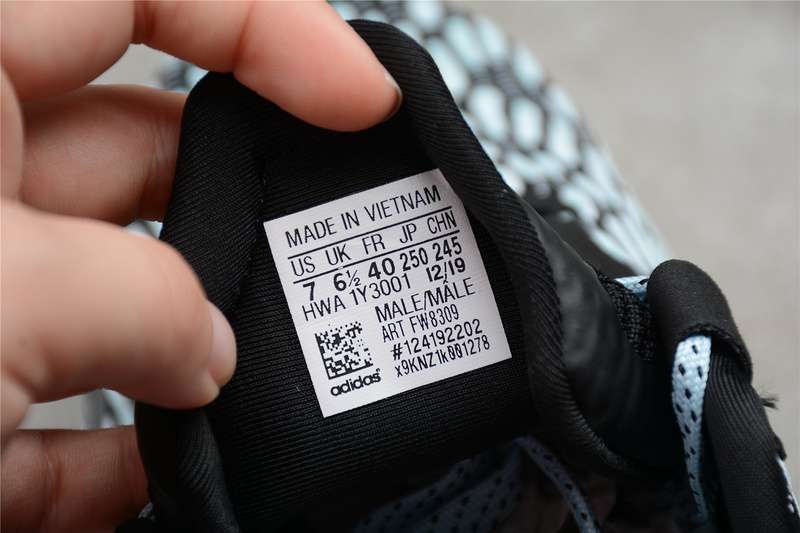 MADE IN VIETNAM
US UK FR JP CHN
7 6½ 40 250 245
HWA 1Y3001 12/19
MALE/MÂLE
ART FW8309
#124192202
x9KNZ1k001278
adidas®